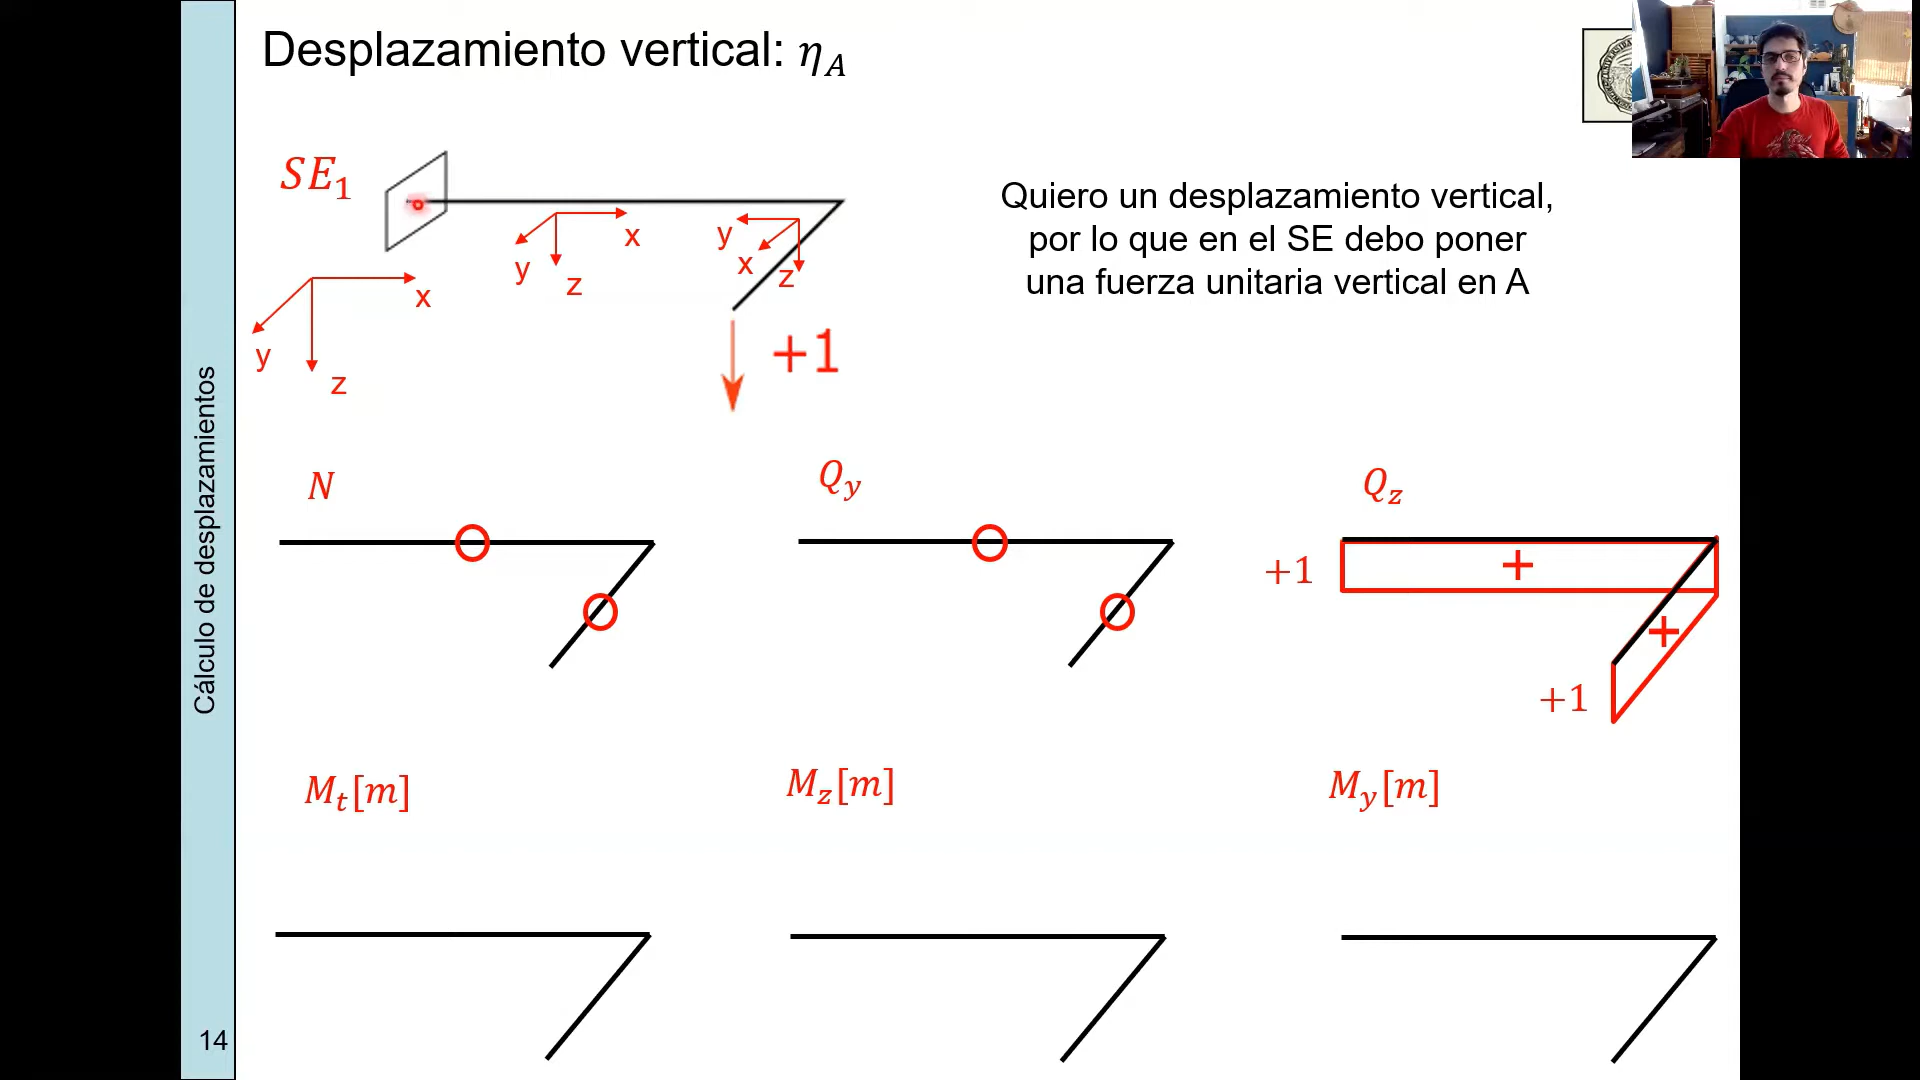 Desplazamiento vertical: η_A
SE₁
x
y
z
x
y
z
y
x
z
+1
Quiero un desplazamiento vertical,
por lo que en el SE debo poner
una fuerza unitaria vertical en A
Cálculo de desplazamientos
N
Q_y
Q_z
+1
+
+
+1
M_t[m]
M_z[m]
M_y[m]
14